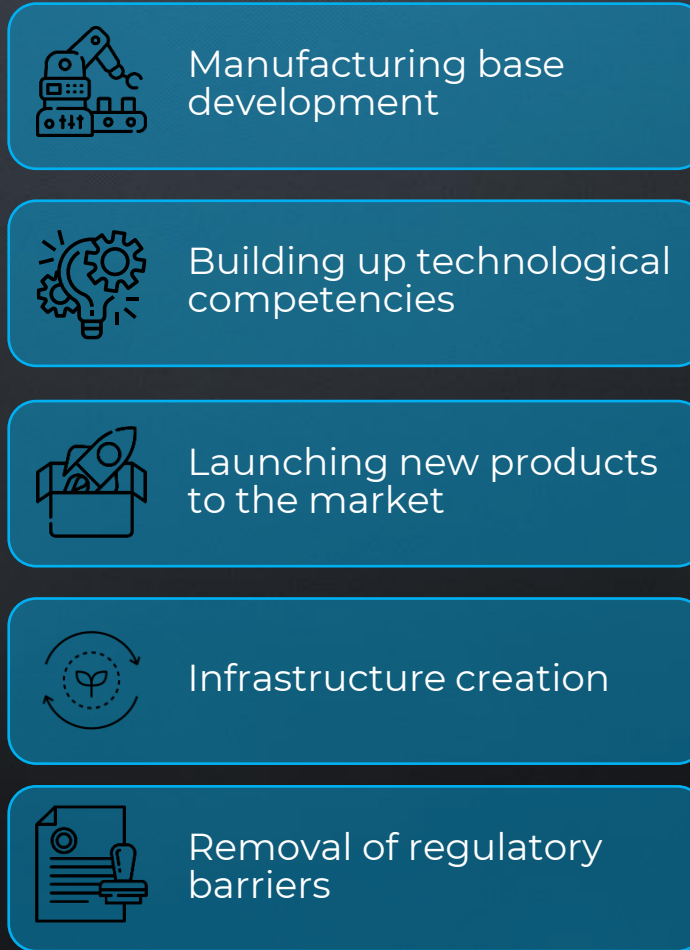 Manufacturing base
development
Building up technological
competencies
Launching new products
to the market
Infrastructure creation
Removal of regulatory
barriers